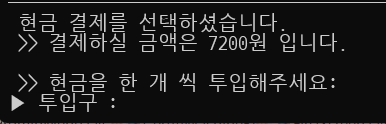 현금 결제를 선택하셨습니다.
>> 결제하실 금액은 7200원 입니다.
>> 현금을 한 개 씩 투입해주세요:
▶ 투입구 :